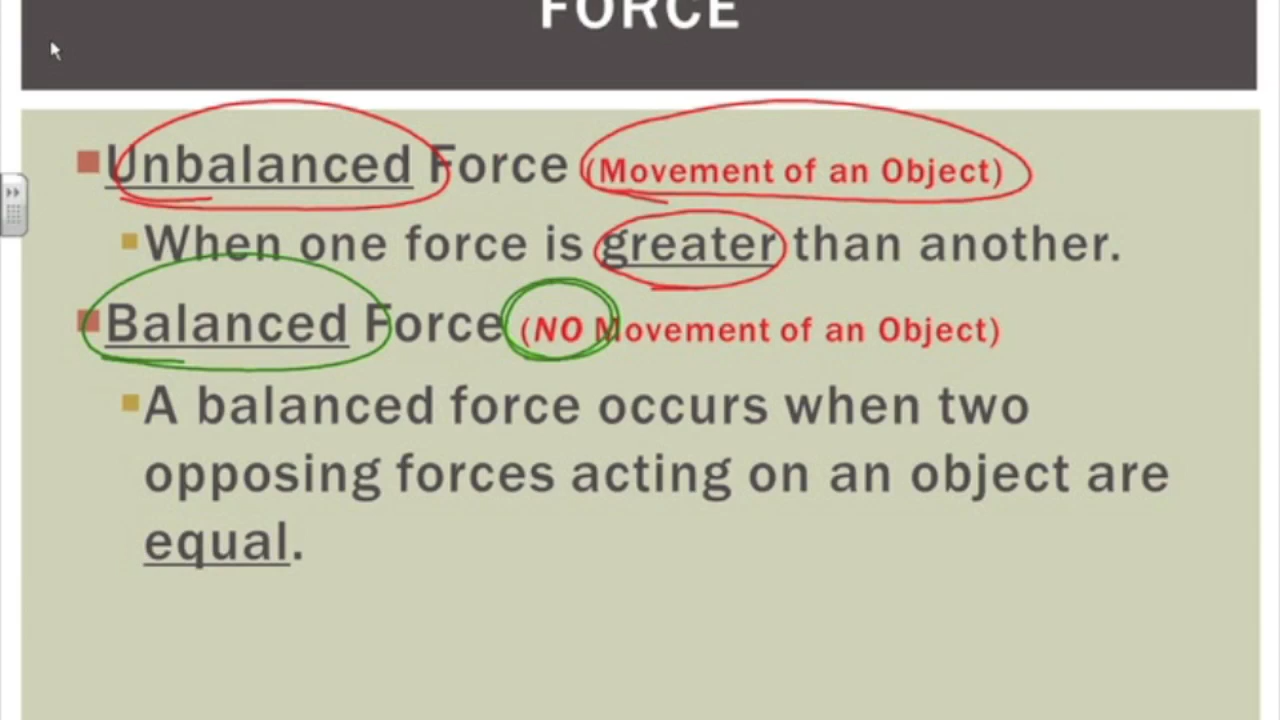 FORCE
Unbalanced Force (Movement of an Object)
When one force is greater than another.
Balanced Force (NO Movement of an Object)
A balanced force occurs when two
opposing forces acting on an object are
equal.